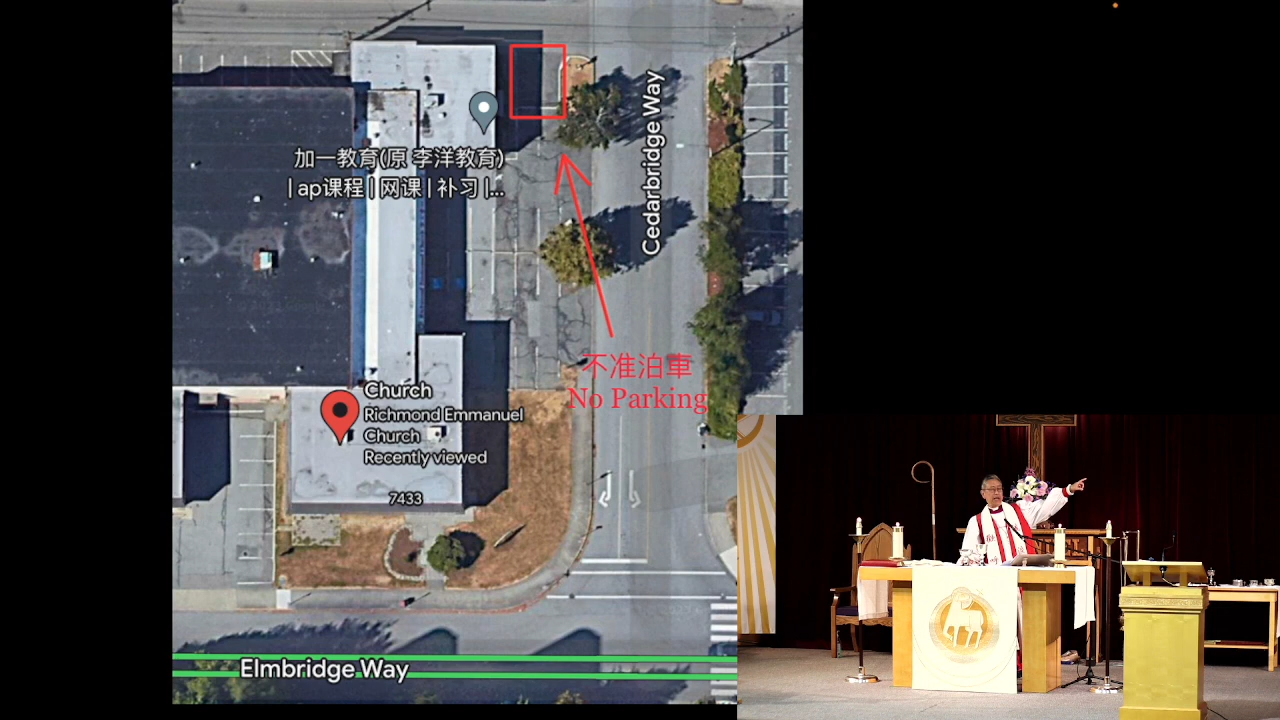 加一教育(原 李洋教育)
| ap课程 | 网课 | 补习 |...
Cedarbridge Way
不准泊車
No Parking
Church
Richmond Emmanuel
Church
Recently viewed
7433
Elmbridge Way